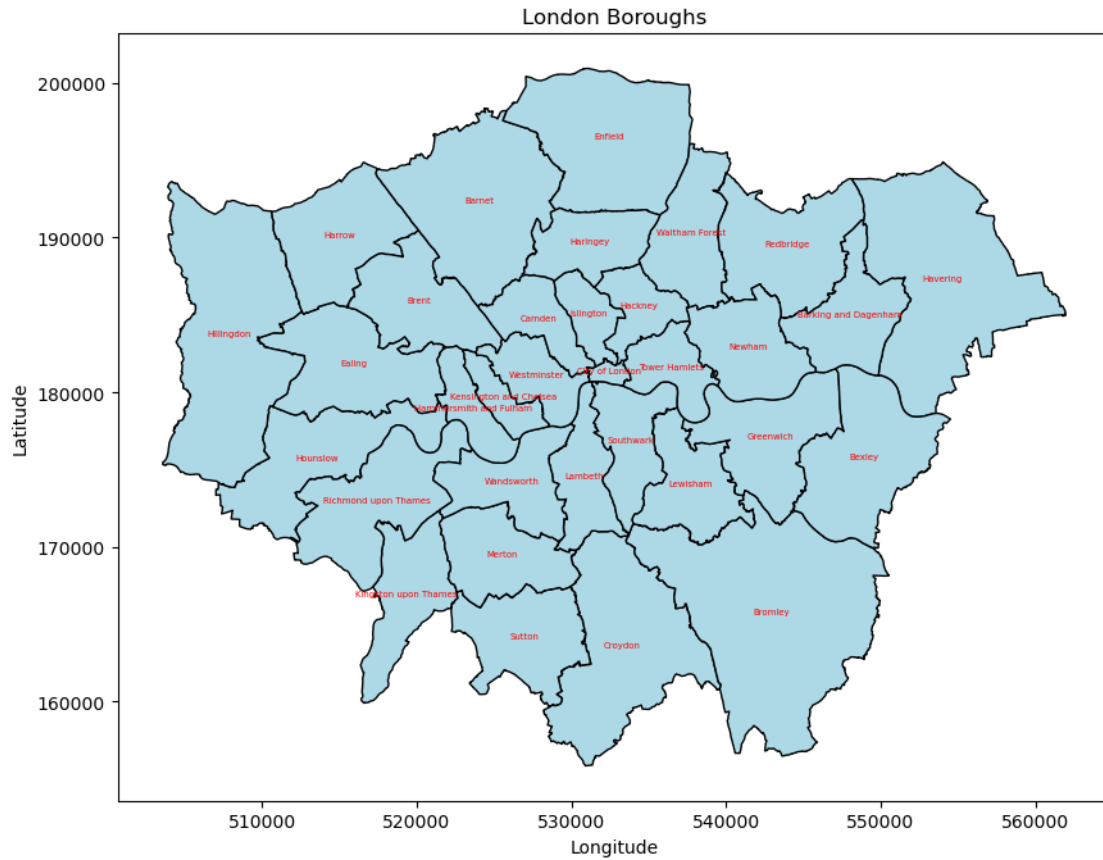 London Boroughs
200000
Enfield
Barnet
190000
Harrow
Haringey
Waltham Forest
Redbridge
Havering
Brent
Hillingdon
Camden
Islington
Hackney
Barking and Dagenham
Ealing
Newham
Westminster
City of London
Tower Hamlets
180000
Kensington and Chelsea
Hammersmith and Fulham
Latitude
Hounslow
Southwark
Greenwich
Bexley
Richmond upon Thames
Wandsworth
Lambeth
Lewisham
170000
Merton
Kingston upon Thames
Bromley
Sutton
Croydon
160000
510000
520000
530000
540000
550000
560000
Longitude